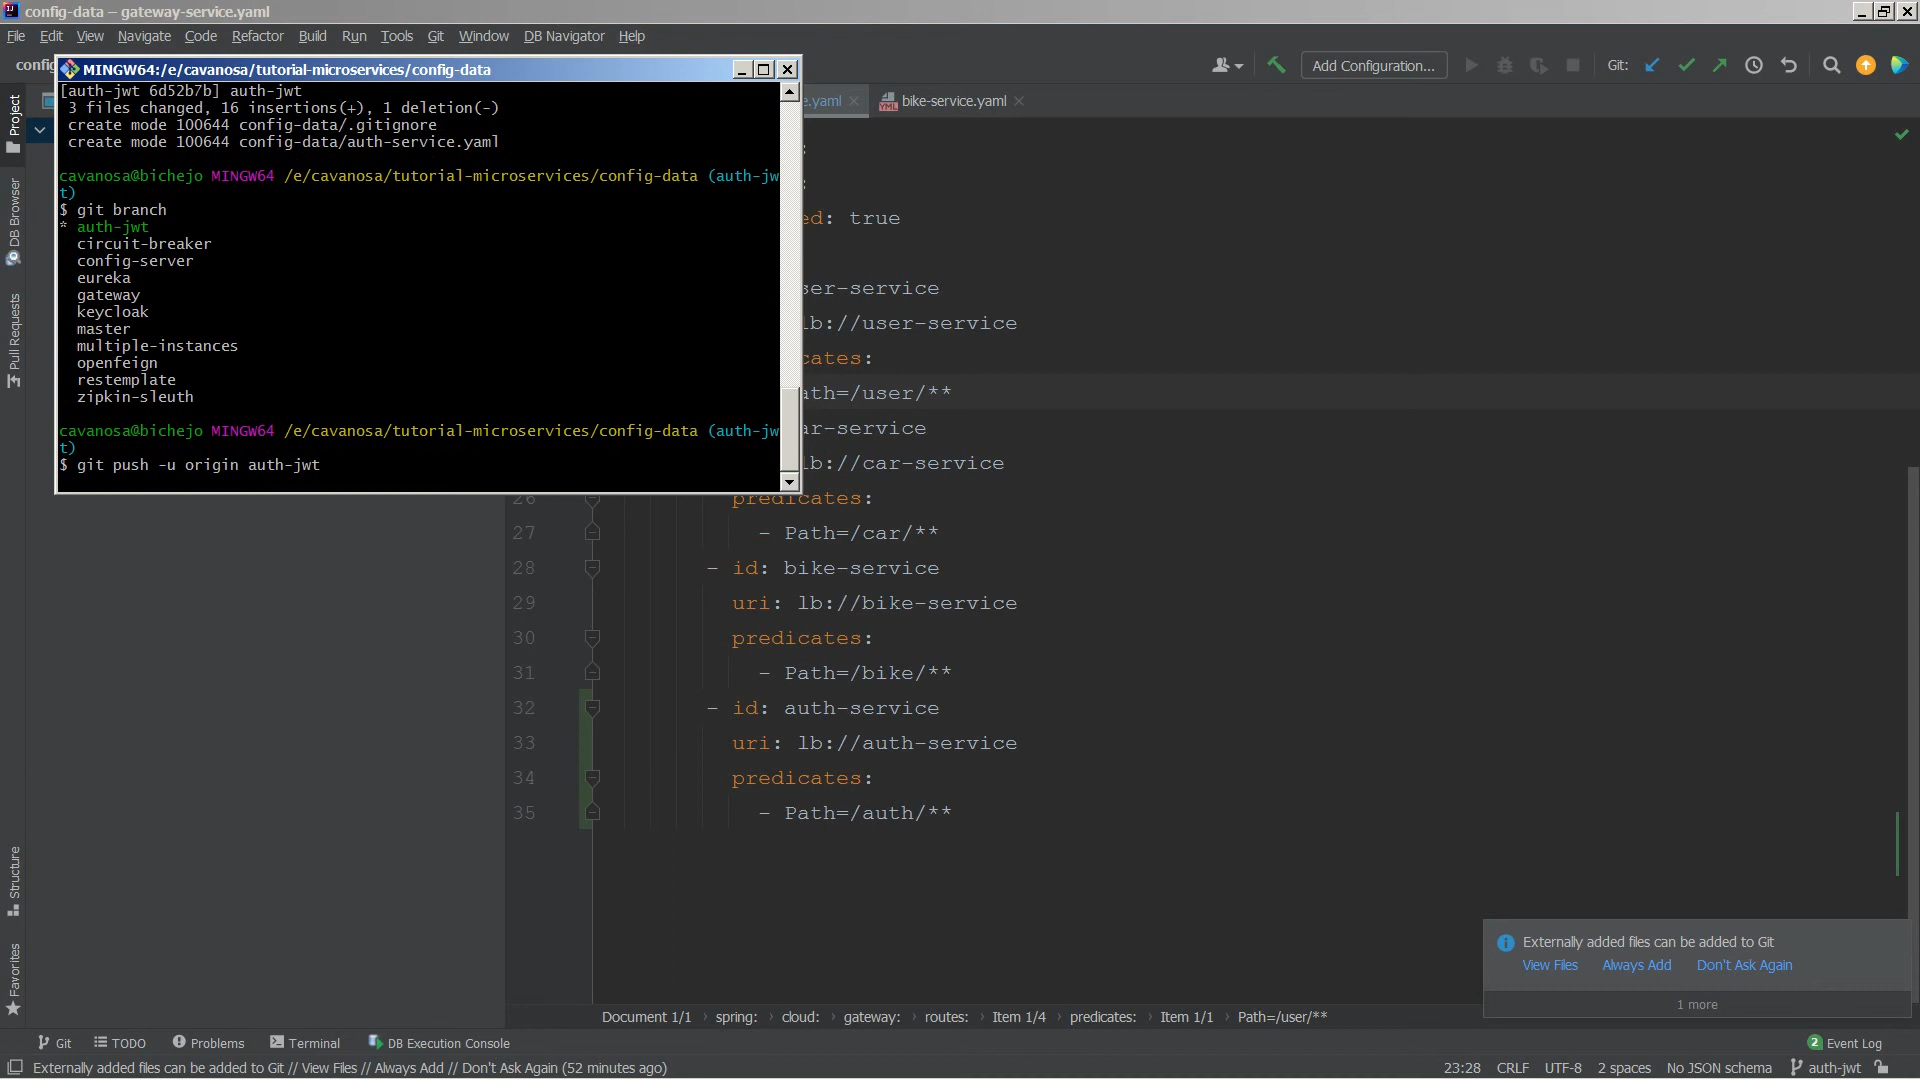 config-data – gateway-service.yaml
File Edit View Navigate Code Refactor Build Run Tools Git Window DB Navigator Help
Add Configuration...
Git:
MINGW64:/e/cavanosa/tutorial-microservices/config-data
bike-service.yaml
[auth-jwt 6d52b7b] auth-jwt
3 files changed, 16 insertions(+), 1 deletion(-)
create mode 100644 config-data/.gitignore
create mode 100644 config-data/auth-service.yaml
cavanosa@bichejo MINGW64 /e/cavanosa/tutorial-microservices/config-data (auth-jw
t)
$ git branch
* auth-jwt
circuit-breaker
config-server
eureka
gateway
keycloak
master
multiple-instances
openfeign
restemplate
zipkin-sleuth
cavanosa@bichejo MINGW64 /e/cavanosa/tutorial-microservices/config-data (auth-jw
t)
$ git push -u origin auth-jwt
ed: true
ser-service
lb://user-service
cates:
ath=/user/**
ar-service
lb://car-service
26 predicates:
27 - Path=/car/**
28 - id: bike-service
29 uri: lb://bike-service
30 predicates:
31 - Path=/bike/**
32 - id: auth-service
33 uri: lb://auth-service
34 predicates:
35 - Path=/auth/**
Project
DB Browser
Pull Requests
Structure
Favorites
Externally added files can be added to Git
View Files Always Add Don't Ask Again
1 more
Document 1/1 › spring: › cloud: › gateway: › routes: › Item 1/4 › predicates: › Item 1/1 › Path=/user/**
Git TODO Problems Terminal DB Execution Console
2 Event Log
Externally added files can be added to Git // View Files // Always Add // Don't Ask Again (52 minutes ago)
23:28 CRLF UTF-8 2 spaces No JSON schema auth-jwt